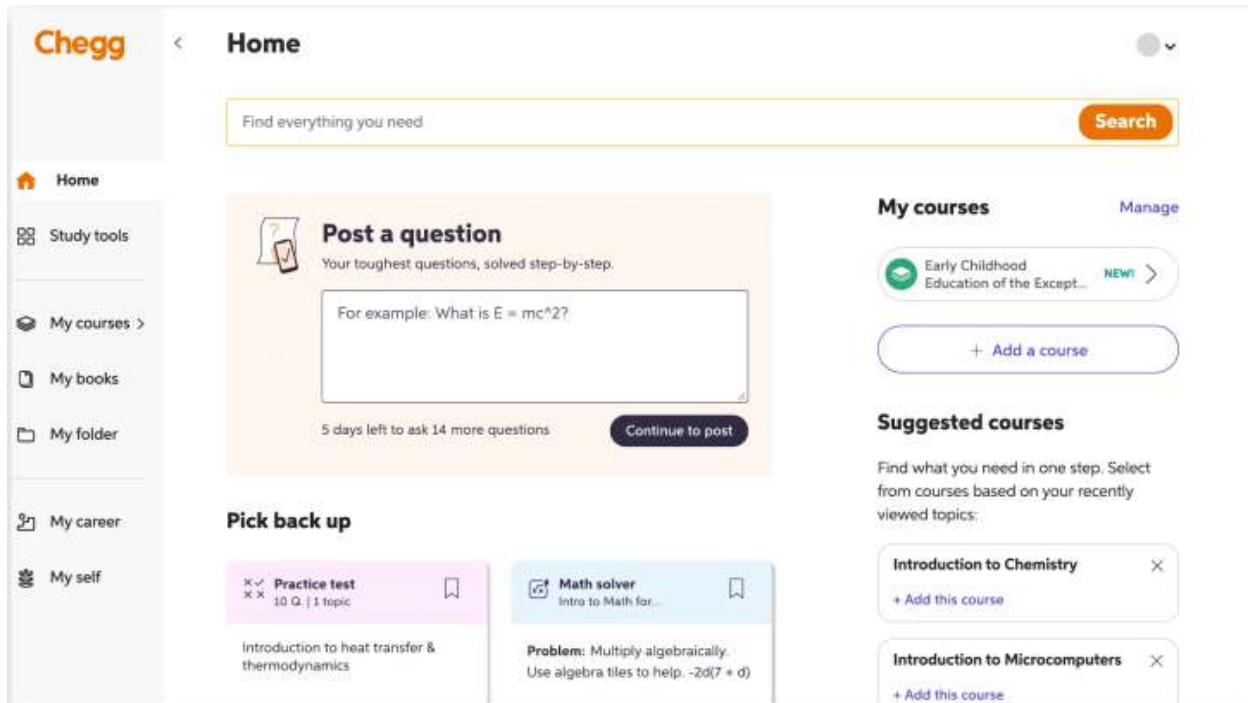 Chegg
Home
Find everything you need
Search
Home
Study tools
My courses
My books
My folder
My career
My self
Post a question
Your toughest questions, solved step-by-step.
For example: What is E = mc^2?
5 days left to ask 14 more questions
Continue to post
Pick back up
Practice test
10 Q. | 1 topic
Introduction to heat transfer &
thermodynamics
Math solver
Intro to Math for...
Problem: Multiply algebraically.
Use algebra tiles to help. -2d(7 + d)
My courses
Manage
Early Childhood
Education of the Except...
NEW!
+ Add a course
Suggested courses
Find what you need in one step. Select
from courses based on your recently
viewed topics:
Introduction to Chemistry
+ Add this course
Introduction to Microcomputers
+ Add this course